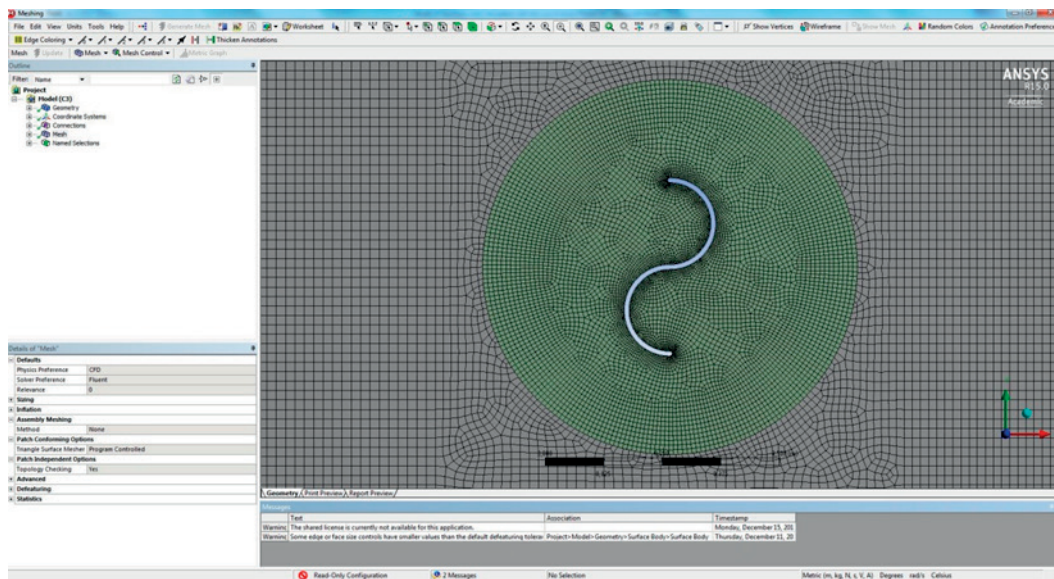 Meshing
File Edit View Units Tools Help Generate Mesh Worksheet Show Vertices Wireframe Show Mesh Random Colors Annotation Preference
Edge Coloring Thicken Annotations
Mesh Update Mesh Mesh Control Metric Graph
Outline
Filter: Name
Project
Model (C3)
Geometry
Coordinate Systems
Connections
Mesh
Named Selections
ANSYS
R15.0
Academic
Details of "Mesh"
Defaults
Physics Preference CFD
Solver Preference Fluent
Relevance 0
Sizing
Inflation
Assembly Meshing
Method None
Patch Conforming Options
Triangle Surface Mesher Program Controlled
Patch Independent Options
Topology Checking Yes
Advanced
Defeaturing
Statistics
Geometry Print Preview Report Preview
Messages
Text Association Timestamp
Warning The shared license is currently not available for this application. Monday, December 15, 201
Warning Some edge or face size controls have smaller values than the default defeaturing tolerar Project>Model>Geometry>Surface Body>Surface Body Thursday, December 11, 20
Read-Only Configuration 2 Messages No Selection Metric (m, kg, N, s, V, A) Degrees rad/s Celsius